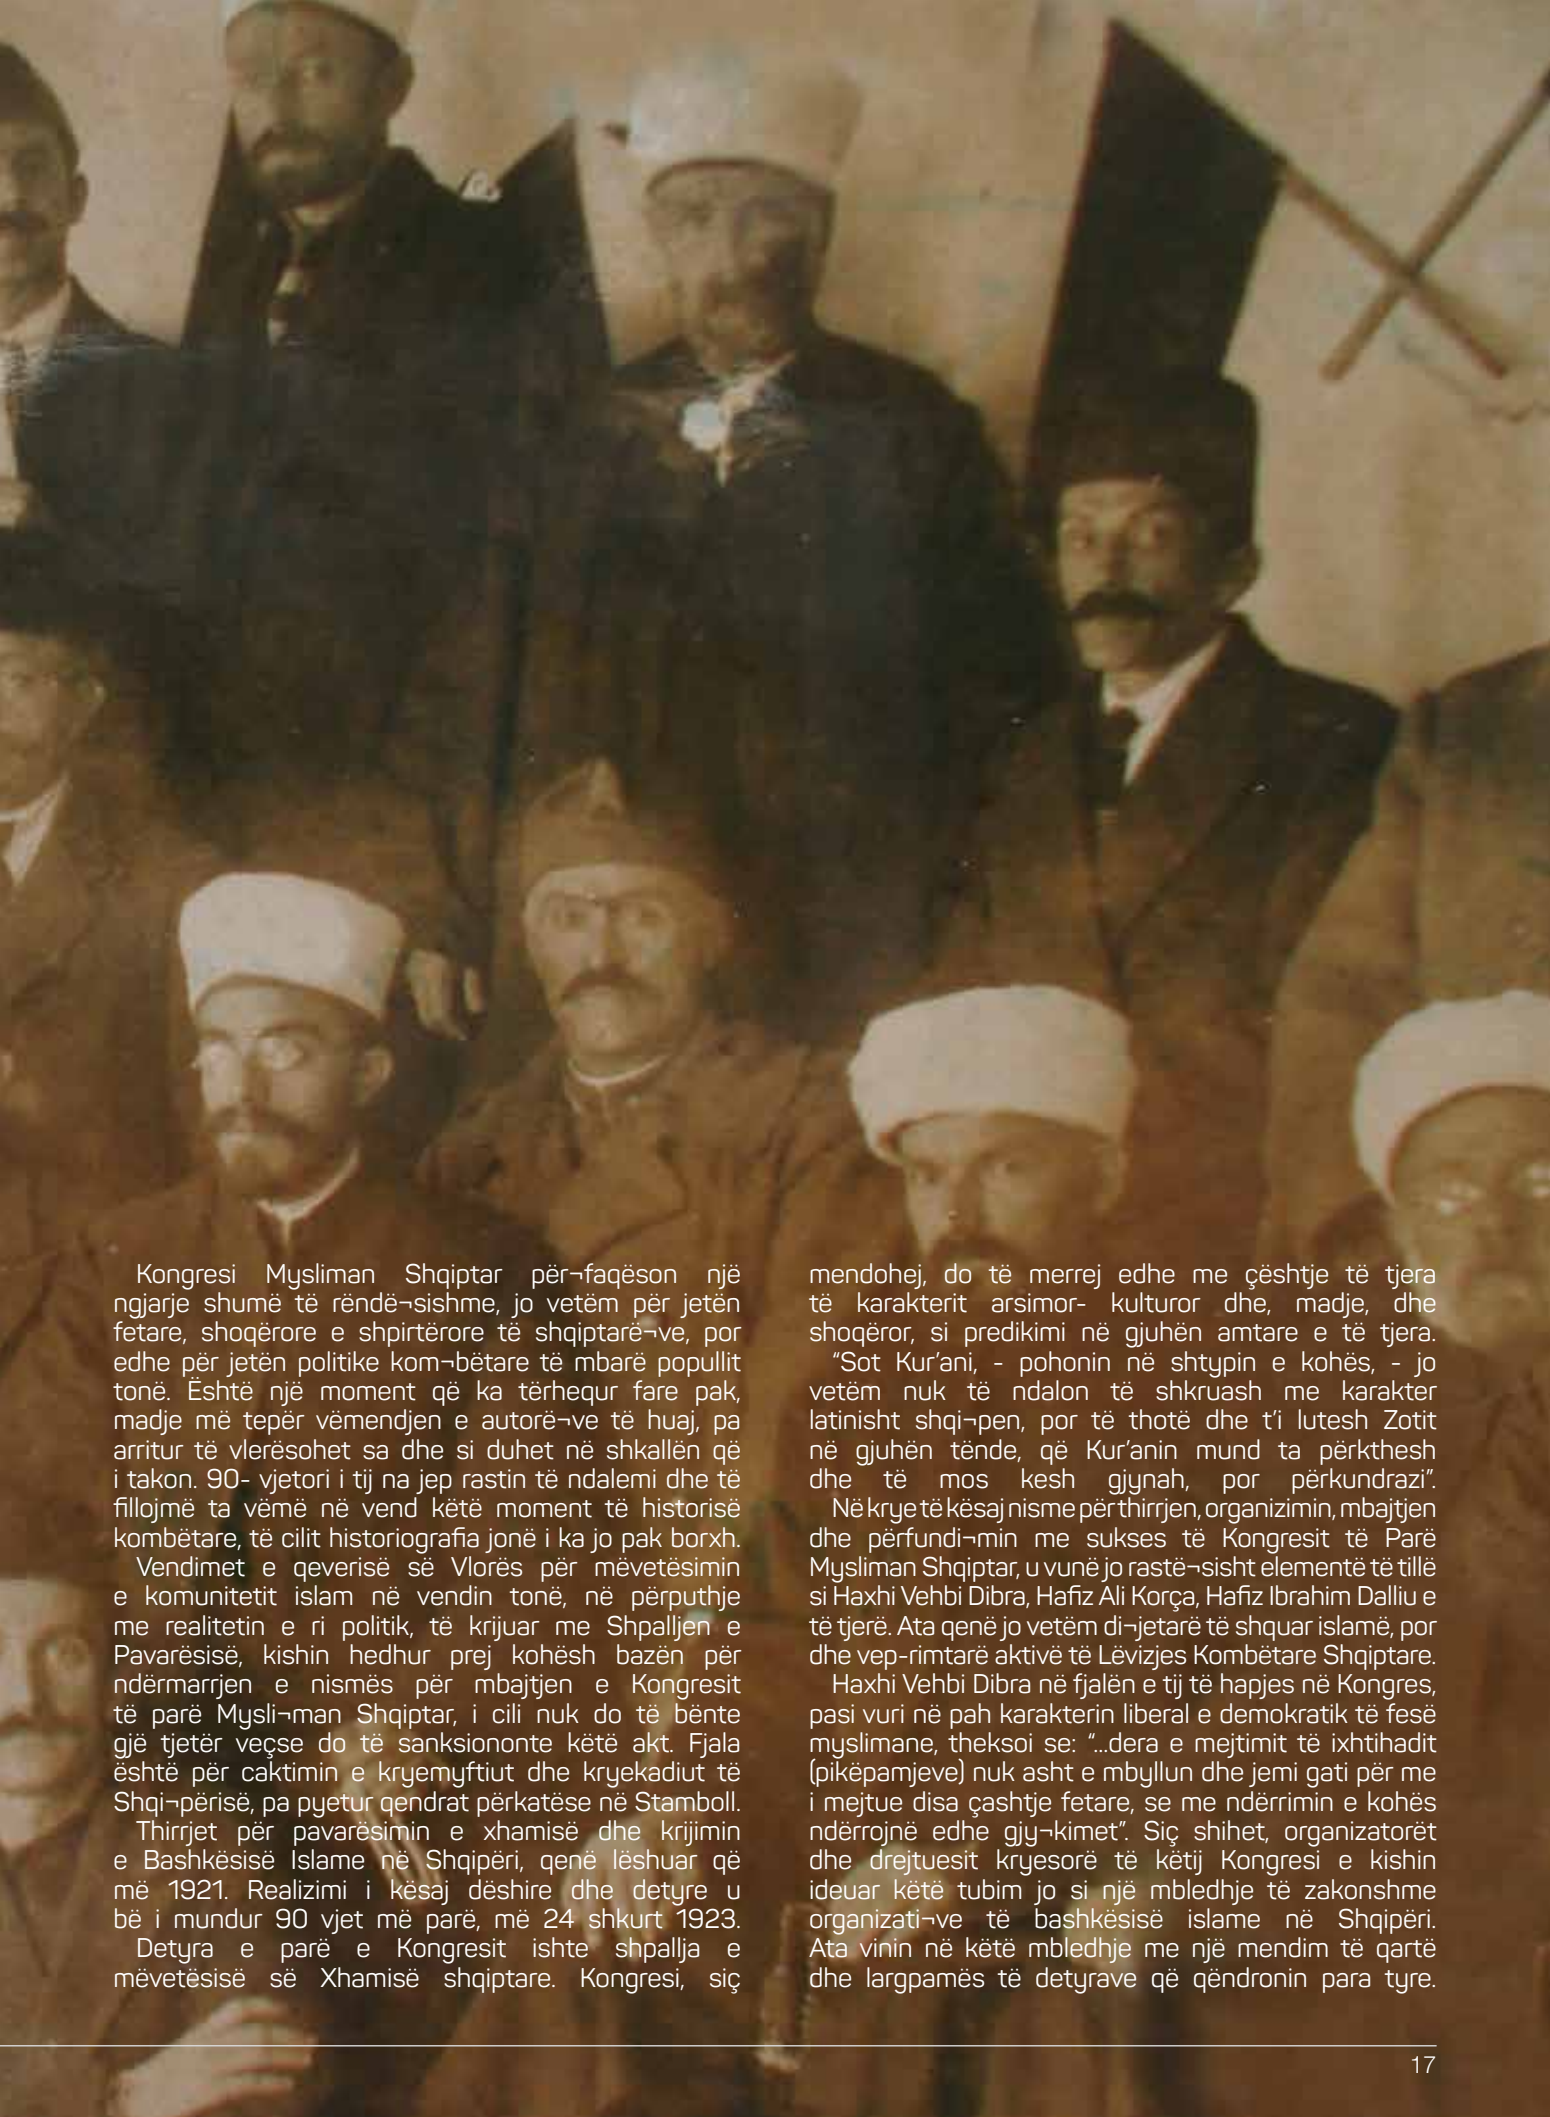 Kongresi Mysliman Shqiptar për¬faqëson një
ngjarje shumë të rëndë¬sishme, jo vetëm për jetën
fetare, shoqërore e shpirtërore të shqiptarë¬ve, por
edhe për jetën politike kom¬bëtare të mbarë popullit
tonë. Është një moment që ka tërhequr fare pak,
madje më tepër vëmendjen e autorë¬ve të huaj, pa
arritur të vlerësohet sa dhe si duhet në shkallën që
i takon. 90- vjetori i tij na jep rastin të ndalemi dhe të
fillojmë ta vëmë në vend këtë moment të historisë
kombëtare, të cilit historiografia jonë i ka jo pak borxh.
Vendimet e qeverisë së Vlorës për mëvetësimin
e komunitetit islam në vendin tonë, në përputhje
me realitetin e ri politik, të krijuar me Shpalljen e
Pavarësisë, kishin hedhur prej kohësh bazën për
ndërmarrjen e nismës për mbajtjen e Kongresit
të parë Mysli¬man Shqiptar, i cili nuk do të bënte
gjë tjetër veçse do të sanksiononte këtë akt. Fjala
është për caktimin e kryemyftiut dhe kryekadiut të
Shqi¬përisë, pa pyetur qendrat përkatëse në Stamboll.
Thirrjet për pavarësimin e xhamisë dhe krijimin
e Bashkësisë Islame në Shqipëri, qenë lëshuar që
më 1921. Realizimi i kësaj dëshire dhe detyre u
bë i mundur 90 vjet më parë, më 24 shkurt 1923.
Detyra e parë e Kongresit ishte shpallja e
mëvetësisë së Xhamisë shqiptare. Kongresi, siç
mendohej, do të merrej edhe me çështje të tjera
të karakterit arsimor- kulturor dhe, madje, dhe
shoqëror, si predikimi në gjuhën amtare e të tjera.
“Sot Kur’ani, - pohonin në shtypin e kohës, - jo
vetëm nuk të ndalon të shkruash me karakter
latinisht shqi¬pen, por të thotë dhe t’i lutesh Zotit
në gjuhën tënde, që Kur’anin mund ta përkthesh
dhe të mos kesh gjynah, por përkundrazi”.
Në krye të kësaj nisme për thirrjen, organizimin, mbajtjen
dhe përfundi¬min me sukses të Kongresit të Parë
Mysliman Shqiptar, u vunë jo rastë¬sisht elementë të tillë
si Haxhi Vehbi Dibra, Hafiz Ali Korça, Hafiz Ibrahim Dalliu e
të tjerë. Ata qenë jo vetëm di¬jetarë të shquar islamë, por
dhe vep-rimtarë aktivë të Lëvizjes Kombëtare Shqiptare.
Haxhi Vehbi Dibra në fjalën e tij të hapjes në Kongres,
pasi vuri në pah karakterin liberal e demokratik të fesë
myslimane, theksoi se: “...dera e mejtimit të ixhtihadit
(pikëpamjeve) nuk asht e mbyllun dhe jemi gati për me
i mejtue disa çashtje fetare, se me ndërrimin e kohës
ndërrojnë edhe gjy¬kimet”. Siç shihet, organizatorët
dhe drejtuesit kryesorë të këtij Kongresi e kishin
ideuar këtë tubim jo si një mbledhje të zakonshme
organizati¬ve të bashkësisë islame në Shqipëri.
Ata vinin në këtë mbledhje me një mendim të qartë
dhe largpamës të detyrave që qëndronin para tyre.
17